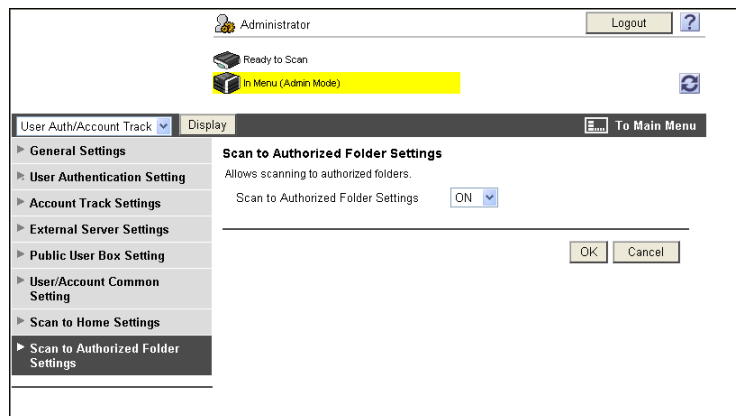 Administrator
Logout
?
Ready to Scan
In Menu (Admin Mode)
User Auth/Account Track
Display
To Main Menu
General Settings
User Authentication Setting
Account Track Settings
External Server Settings
Public User Box Setting
User/Account Common
Setting
Scan to Home Settings
Scan to Authorized Folder
Settings
Scan to Authorized Folder Settings
Allows scanning to authorized folders.
Scan to Authorized Folder Settings
ON
OK
Cancel